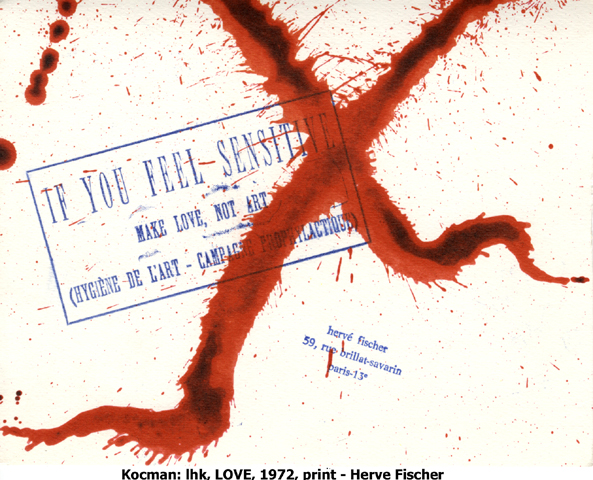 IF YOU FEEL SENSITIVE
MAKE LOVE, NOT ART
(HYGIÈNE DE L'ART - CAMPAGNE PROPHYLACTIQUE)
hervé fischer
59, rue brillat-savarin
paris-13e
Kocman: lhk, LOVE, 1972, print - Herve Fischer